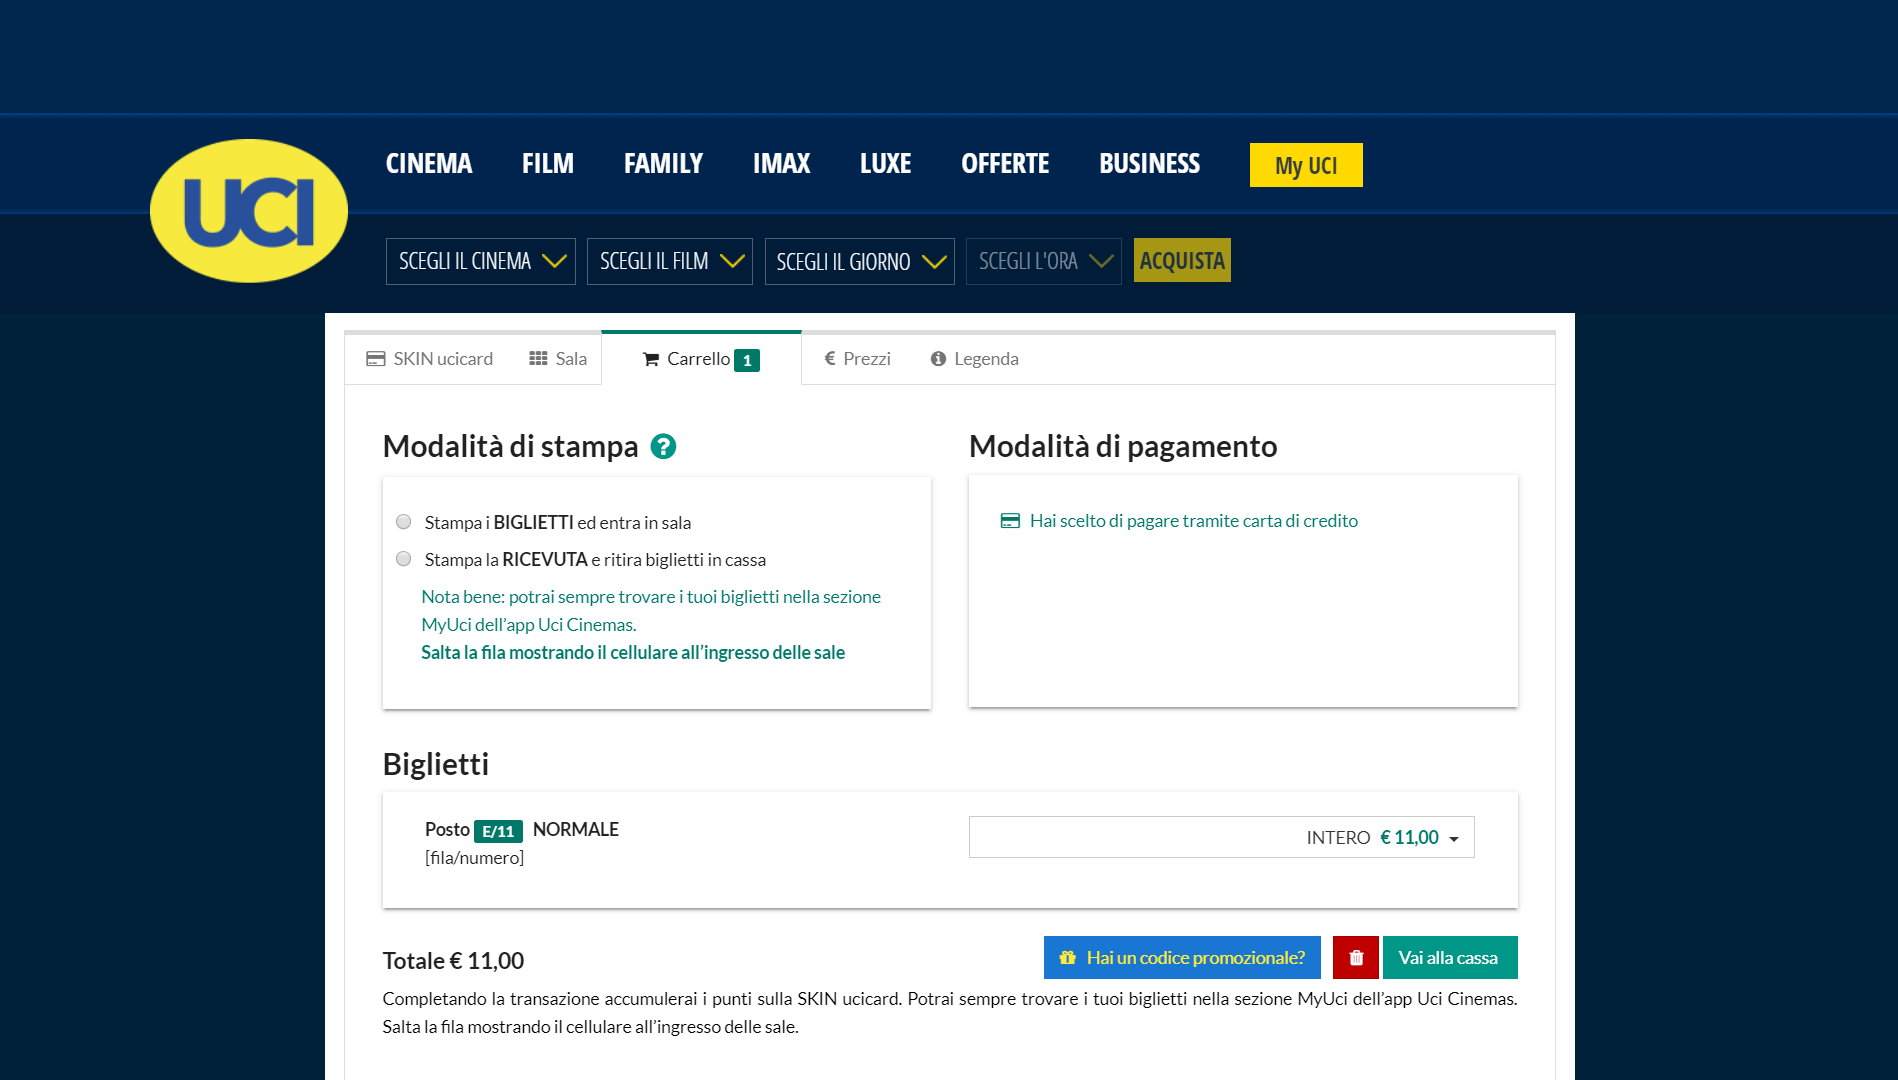 UCI
CINEMA FILM FAMILY IMAX LUXE OFFERTE BUSINESS My UCI
SCEGLI IL CINEMA SCEGLI IL FILM SCEGLI IL GIORNO SCEGLI L'ORA ACQUISTA
SKIN ucicard Sala Carrello 1 € Prezzi Legenda
Modalità di stampa ?
Stampa i BIGLIETTI ed entra in sala
Stampa la RICEVUTA e ritira biglietti in cassa
Nota bene: potrai sempre trovare i tuoi biglietti nella sezione
MyUci dell’app Uci Cinemas.
Salta la fila mostrando il cellulare all’ingresso delle sale
Modalità di pagamento
Hai scelto di pagare tramite carta di credito
Biglietti
Posto E/11 NORMALE
[fila/numero]
INTERO € 11,00
Totale € 11,00
Hai un codice promozionale?
Vai alla cassa
Completando la transazione accumulerai i punti sulla SKIN ucicard. Potrai sempre trovare i tuoi biglietti nella sezione MyUci dell’app Uci Cinemas.
Salta la fila mostrando il cellulare all’ingresso delle sale.